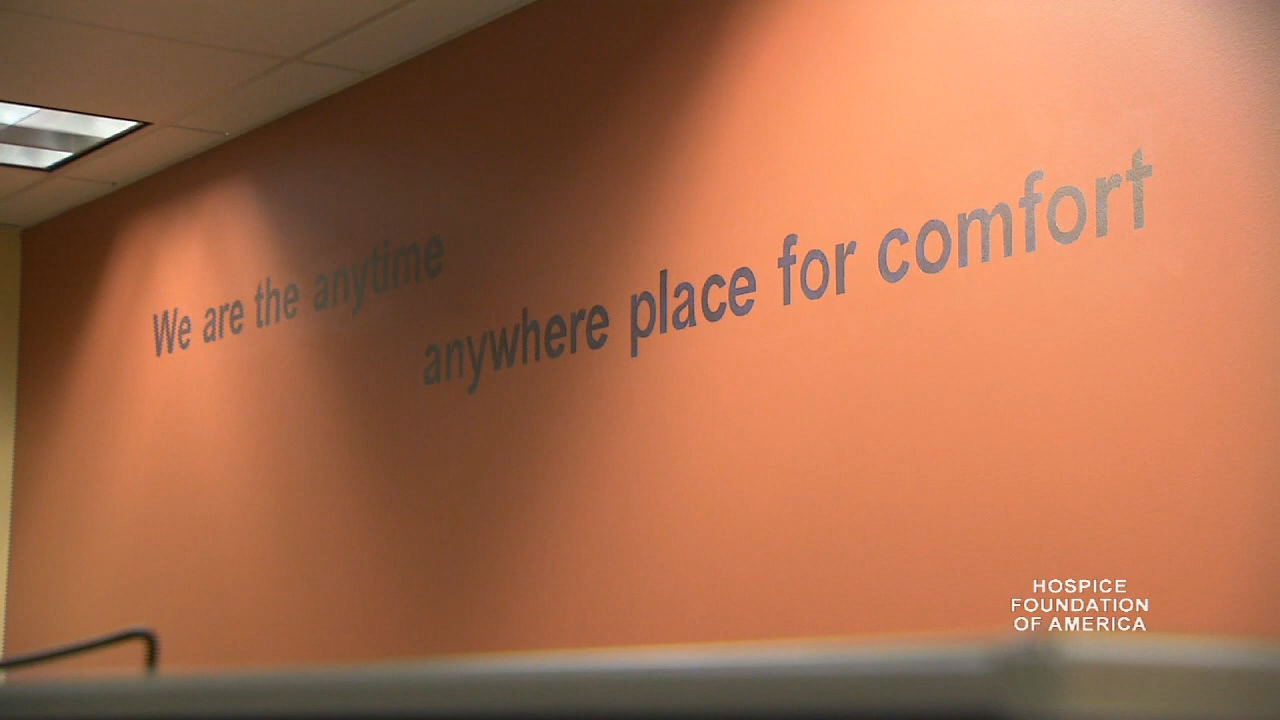 We are the anytime
anywhere place for comfort
HOSPICE
FOUNDATION
OF AMERICA